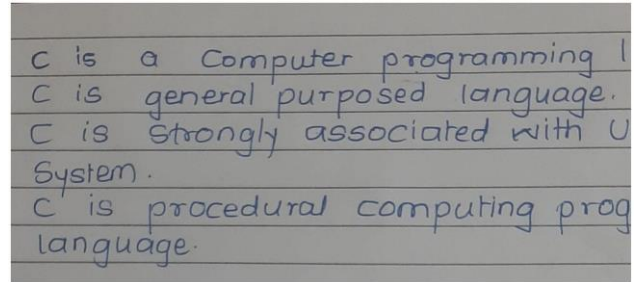 C is a Computer programming l
C is general purposed language.
C is Strongly associated with U
System.
C is procedural computing prog
language.